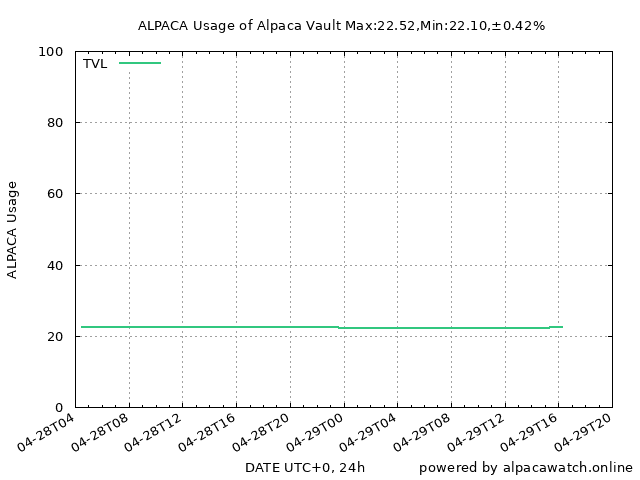 ALPACA Usage of Alpaca Vault Max:22.52,Min:22.10,±0.42%
TVL
ALPACA Usage
100
80
60
40
20
0
04-28T04
04-28T08
04-28T12
04-28T16
04-28T20
04-29T00
04-29T04
04-29T08
04-29T12
04-29T16
04-29T20
DATE UTC+0, 24h
powered by alpacawatch.online